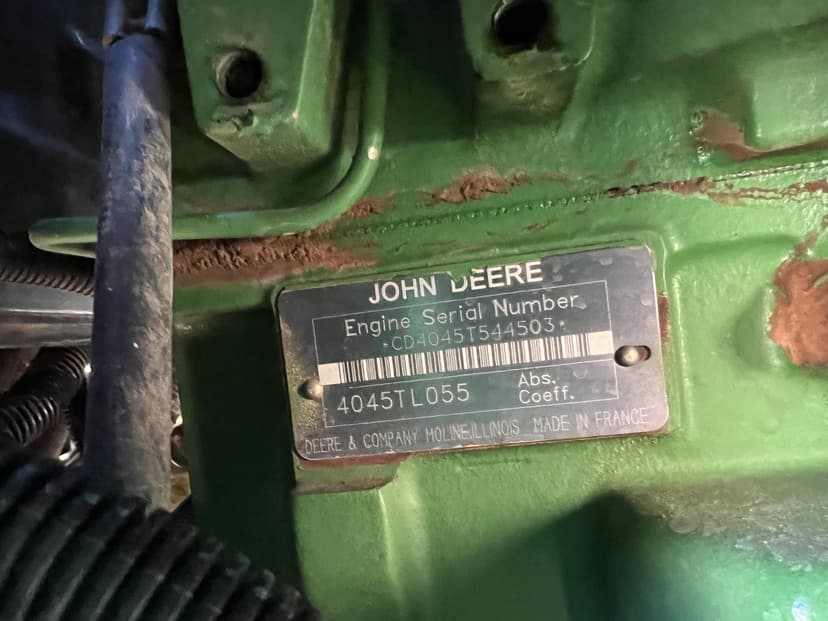 JOHN DEERE
Engine Serial Number
*CD4045T544503*
4045TL055 Abs. Coeff.
DEERE & COMPANY MOLINE,ILLINOIS MADE IN FRANCE